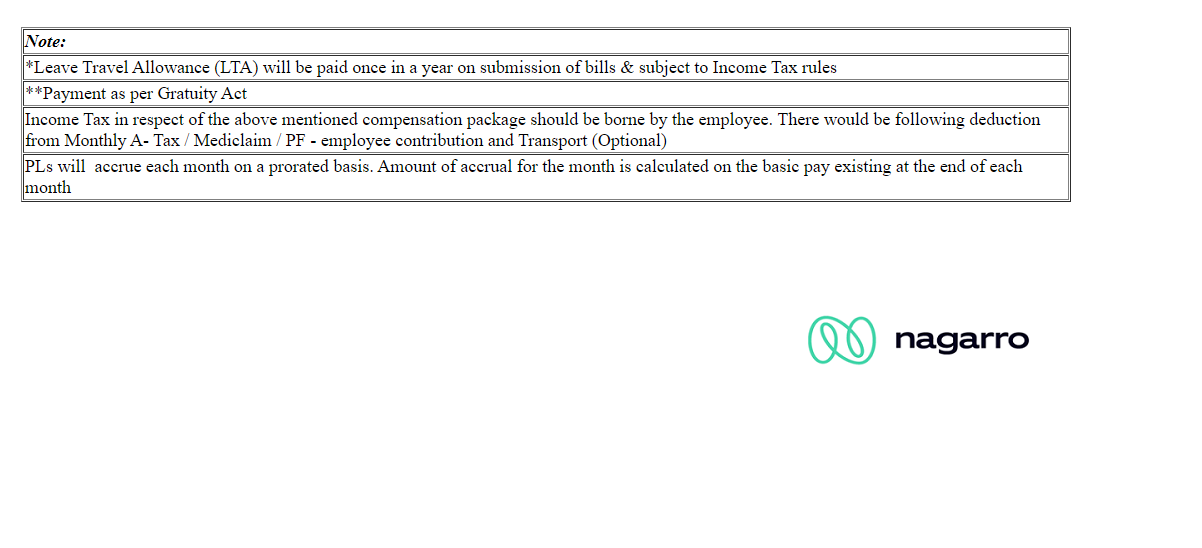 Note:
*Leave Travel Allowance (LTA) will be paid once in a year on submission of bills & subject to Income Tax rules
**Payment as per Gratuity Act
Income Tax in respect of the above mentioned compensation package should be borne by the employee. There would be following deduction
from Monthly A- Tax / Mediclaim / PF - employee contribution and Transport (Optional)
PLs will  accrue each month on a prorated basis. Amount of accrual for the month is calculated on the basic pay existing at the end of each
month
nagarro